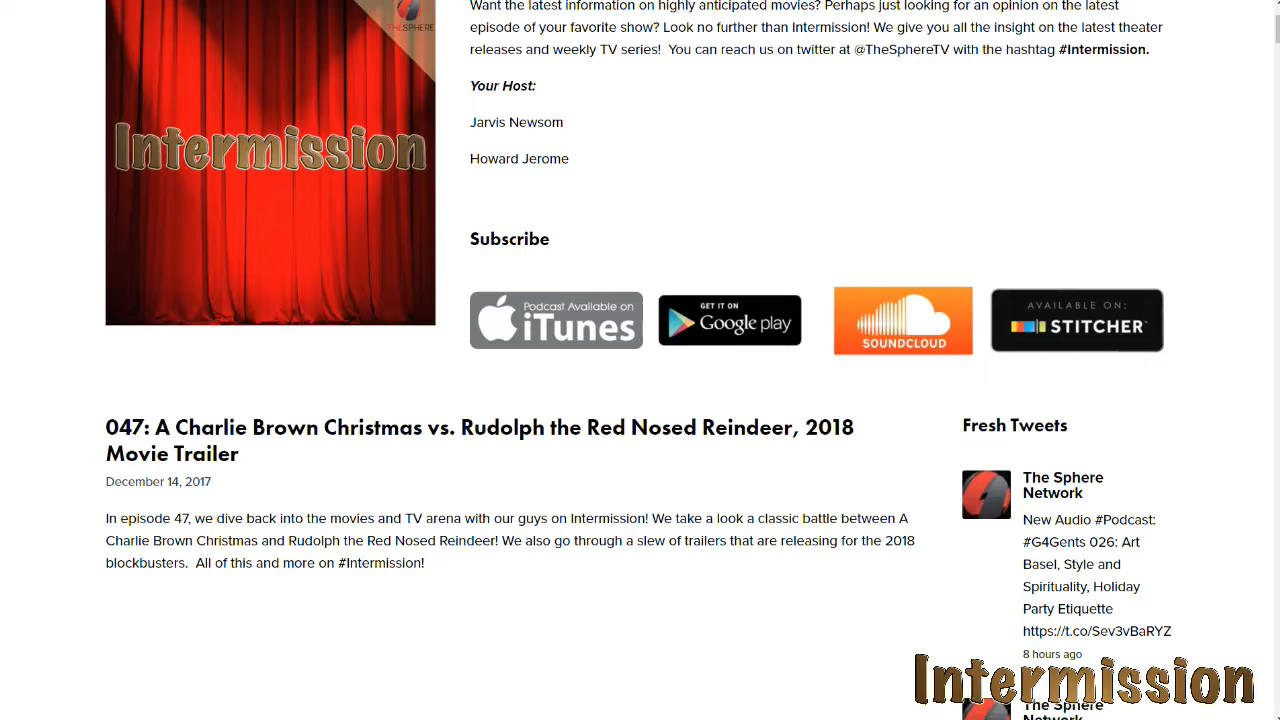 THESPHERE
Intermission
Want the latest information on highly anticipated movies? Perhaps just looking for an opinion on the latest
episode of your favorite show? Look no further than Intermission! We give you all the insight on the latest theater
releases and weekly TV series!  You can reach us on twitter at @TheSphereTV with the hashtag #Intermission.
Your Host:
Jarvis Newsom
Howard Jerome
Subscribe
Podcast Available on
iTunes
GET IT ON
Google play
SOUNDCLOUD
AVAILABLE ON:
STITCHER
047: A Charlie Brown Christmas vs. Rudolph the Red Nosed Reindeer, 2018
Movie Trailer
December 14, 2017
In episode 47, we dive back into the movies and TV arena with our guys on Intermission! We take a look a classic battle between A
Charlie Brown Christmas and Rudolph the Red Nosed Reindeer! We also go through a slew of trailers that are releasing for the 2018
blockbusters.  All of this and more on #Intermission!
Fresh Tweets
The Sphere
Network
New Audio #Podcast:
#G4Gents 026: Art
Basel, Style and
Spirituality, Holiday
Party Etiquette
https://t.co/Sev3vBaRYZ
8 hours ago
Intermission
The Sphere
Network